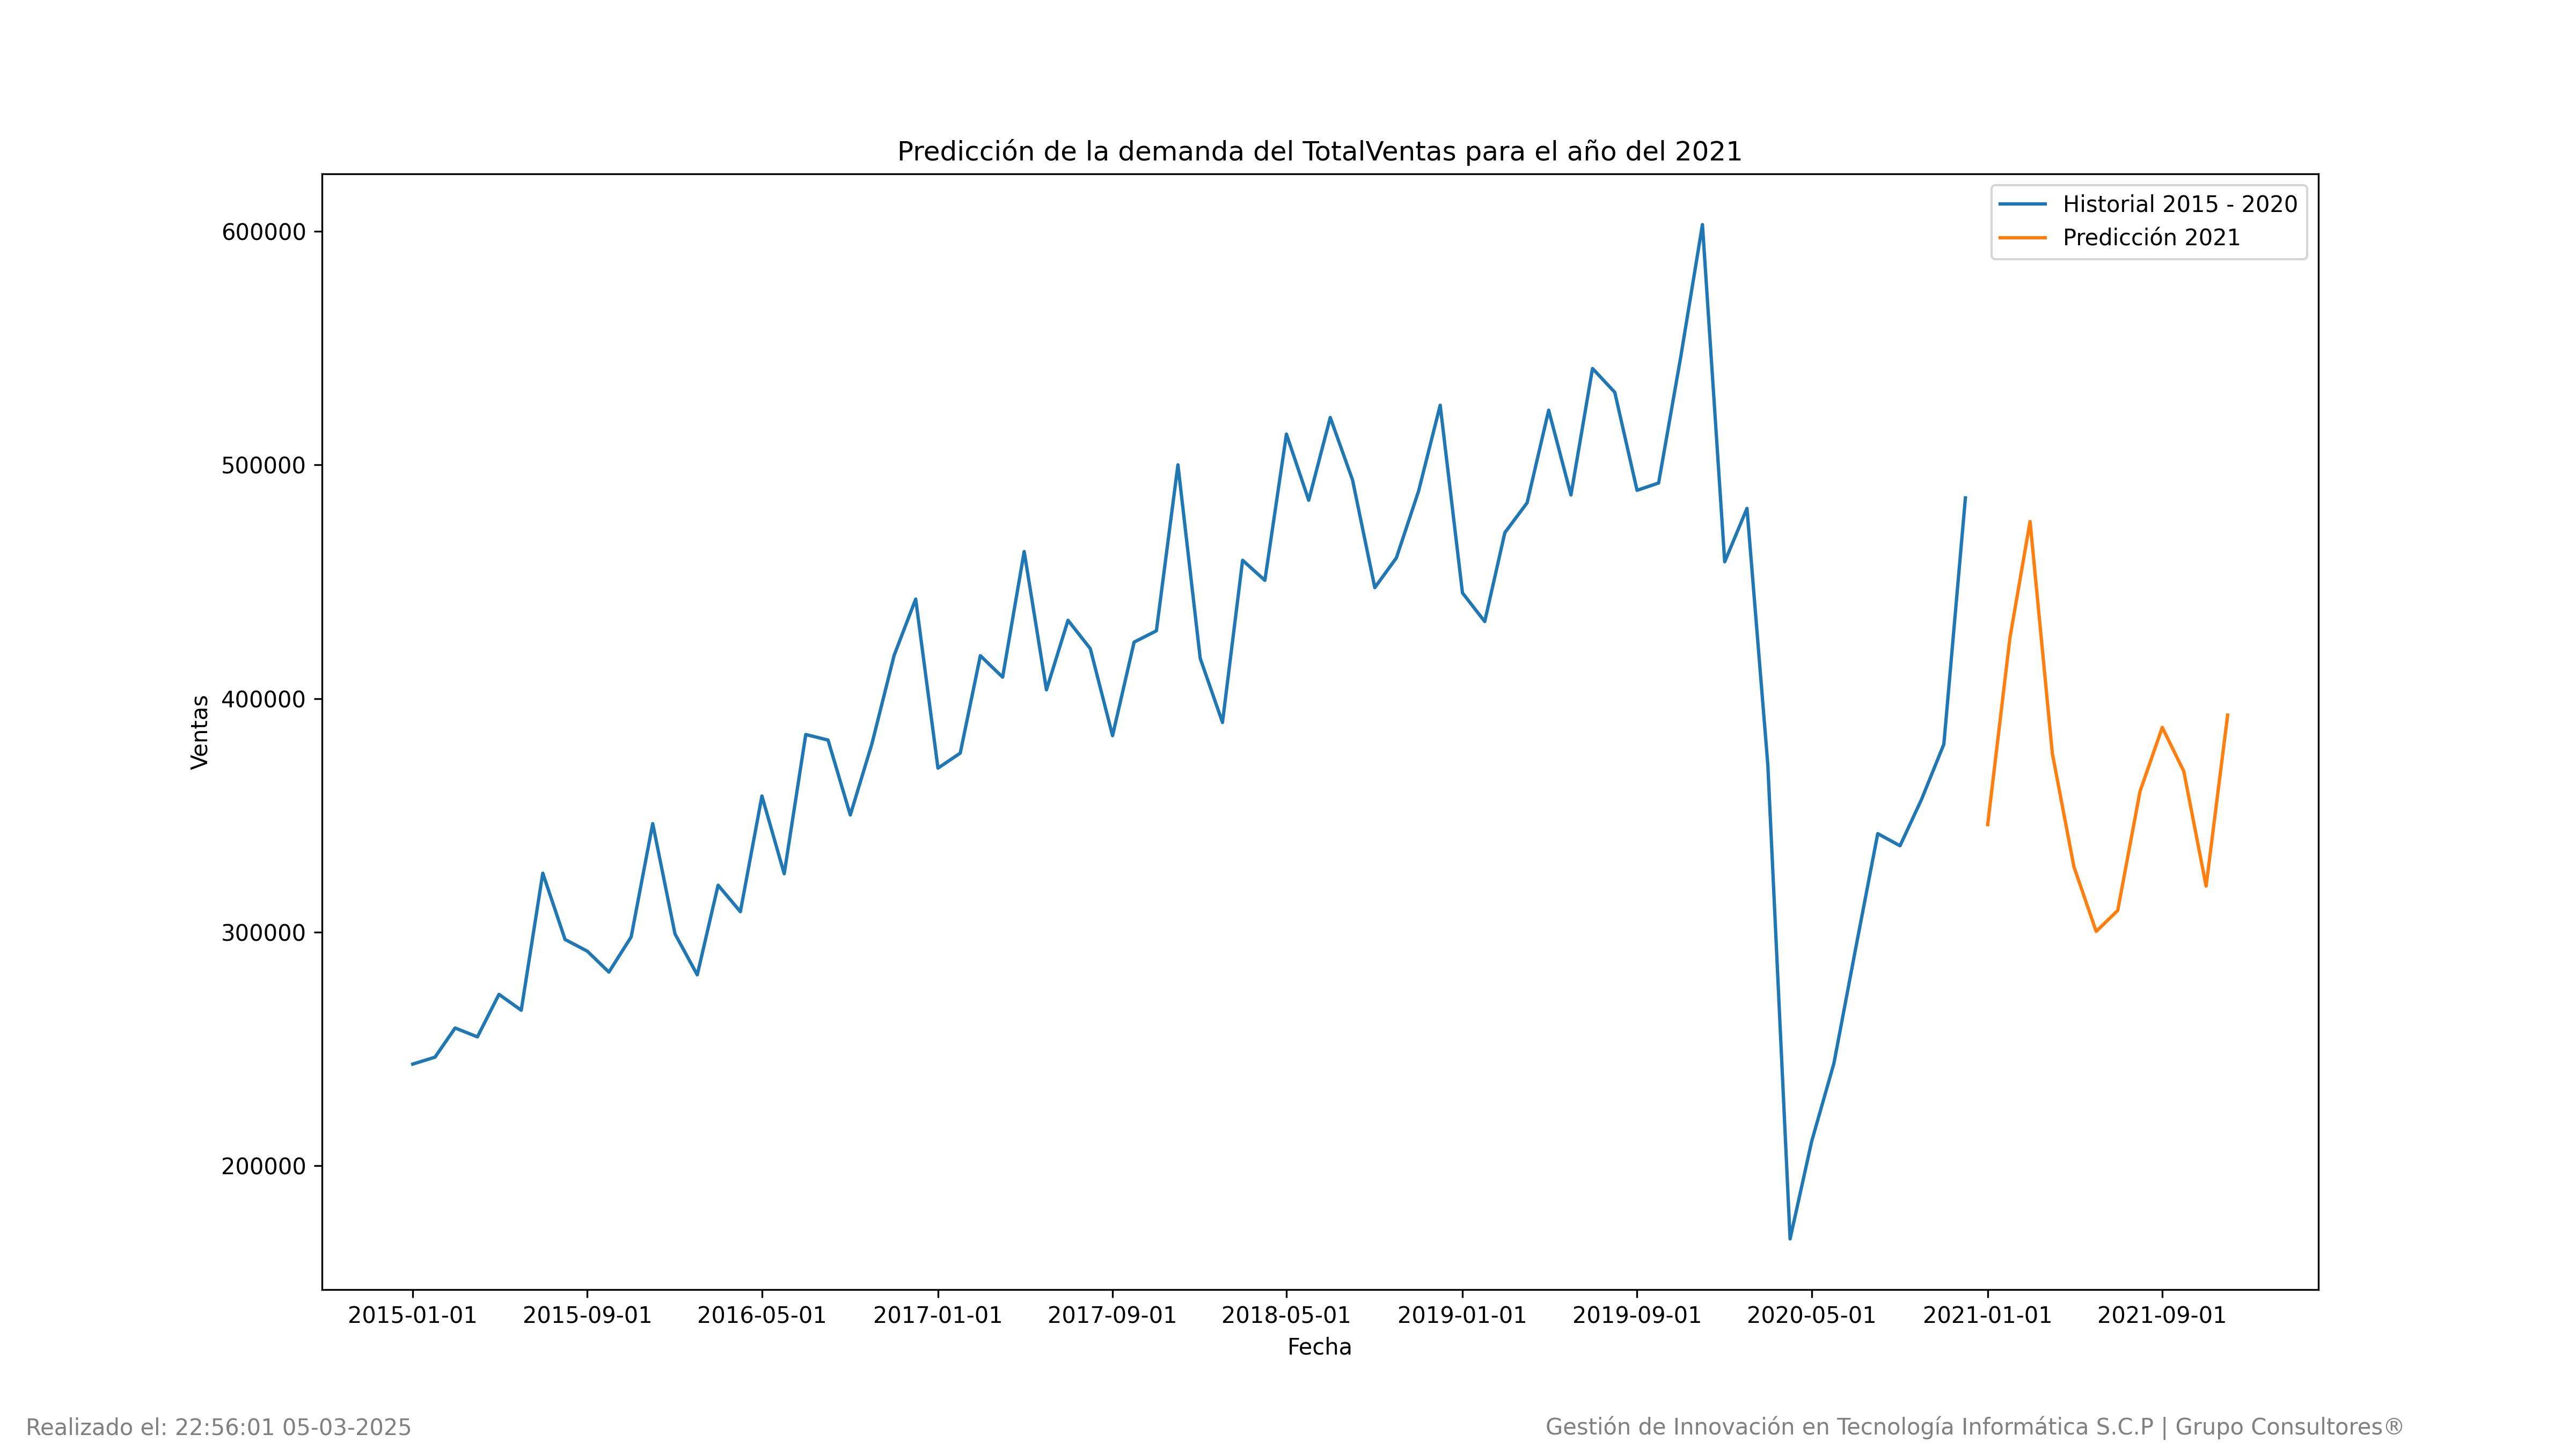 Predicción de la demanda del TotalVentas para el año del 2021
Historial 2015 - 2020
Predicción 2021
600000
500000
400000
300000
200000
Ventas
2015-01-01 2015-09-01 2016-05-01 2017-01-01 2017-09-01 2018-05-01 2019-01-01 2019-09-01 2020-05-01 2021-01-01 2021-09-01
Fecha
Realizado el: 22:56:01 05-03-2025
Gestión de Innovación en Tecnología Informática S.C.P | Grupo Consultores®